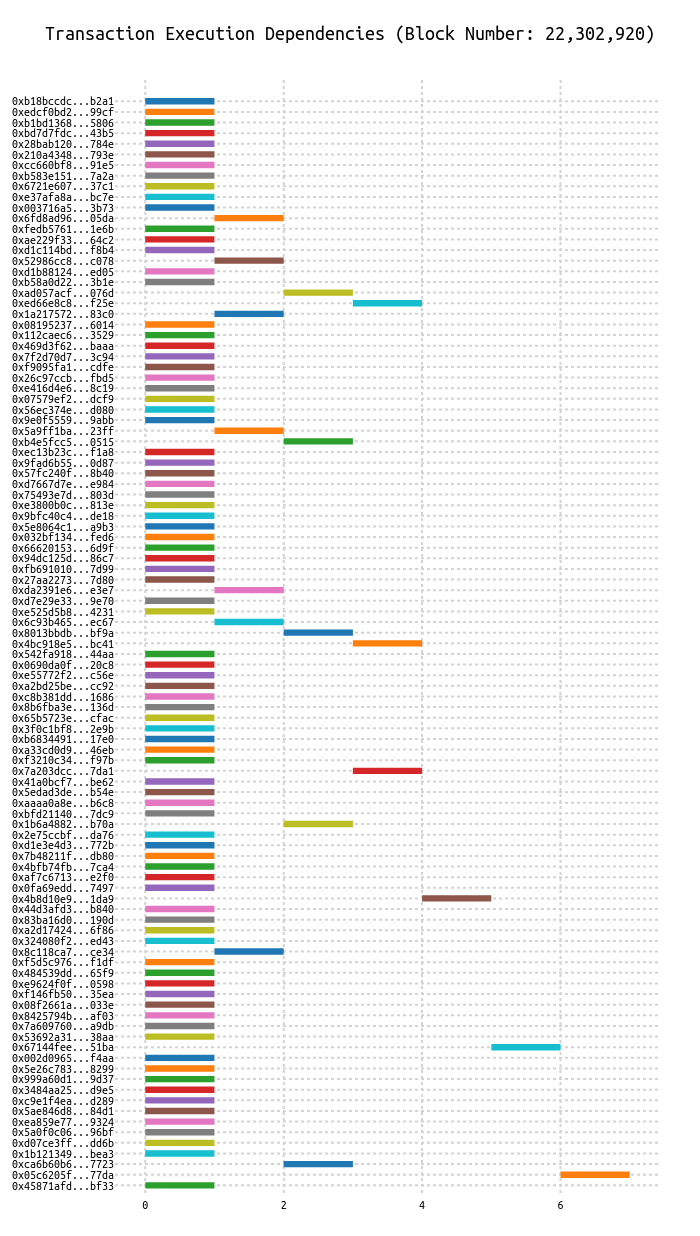 Transaction Execution Dependencies (Block Number: 22,302,920)
0xb18bccdc...b2a1
0xedcf0bd2...99cf
0xb1bd1368...5806
0xbd7d7fdc...43b5
0x28bab120...784e
0x210a4348...793e
0xcc660bf8...91e5
0xb583e151...7a2a
0x6721e607...37c1
0xe37afa8a...bc7e
0x003716a5...3b73
0x6fd8ad96...05da
0xfedb5761...1e6b
0xae229f33...64c2
0xd1c114bd...f8b4
0x52986cc8...c078
0xd1b88124...ed05
0xb58a0d22...3b1e
0xad057acf...076d
0xed66e8c8...f25e
0x1a217572...83c0
0x08195237...6014
0x112caec6...3529
0x469d3f62...baaa
0x7f2d70d7...3c94
0xf9095fa1...cdfe
0x26c97ccb...fbd5
0xe416d4e6...8c19
0x07579ef2...dcf9
0x56ec374e...d080
0x9e0f5559...9abb
0x5a9ff1ba...23ff
0xb4e5fcc5...0515
0xec13b23c...f1a8
0x9fad6b55...0d87
0x57fc240f...8b40
0xd7667d7e...e984
0x75493e7d...803d
0xe3800b0c...813e
0x9bfc40c4...de18
0x5e8064c1...a9b3
0x032bf134...fed6
0x66620153...6d9f
0x94dc125d...86c7
0xfb691010...7d99
0x27aa2273...7d80
0xda2391e6...e3e7
0xd7e29e33...9e70
0xe525d5b8...4231
0x6c93b465...ec67
0x8013bbdb...bf9a
0x4bc918e5...bc41
0x542fa918...44aa
0x0690da0f...20c8
0xe55772f2...c56e
0xa2bd25be...cc92
0xc8b381dd...1686
0x8b6fba3e...136d
0x65b5723e...cfac
0x3f0c1bf8...2e9b
0xb6834491...17e0
0xa33cd0d9...46eb
0xf3210c34...f97b
0x7a203dcc...7da1
0x41a0bcf7...be62
0x5edad3de...b54e
0xaaaa0a8e...b6c8
0xbfd21140...7dc9
0x1b6a4882...b70a
0x2e75ccbf...da76
0xd1e3e4d3...772b
0x7b48211f...db80
0x4bfb74fb...7ca4
0xaf7c6713...e2f0
0x0fa69edd...7497
0x4b8d10e9...1da9
0x44d3afd3...b840
0x83ba16d0...190d
0xa2d17424...6f86
0x324080f2...ed43
0x8c118ca7...ce34
0xf5d5c976...f1df
0x484539dd...65f9
0xe9624f0f...0598
0xf146fb50...35ea
0x08f2661a...033e
0x8425794b...af03
0x7a609760...a9db
0x53692a31...38aa
0x67144fee...51ba
0x002d0965...f4aa
0x5e26c783...8299
0x999a60d1...9d37
0x3484aa25...d9e5
0xc9e1f4ea...d289
0x5ae846d8...84d1
0xea859e77...9324
0x5a0f0c06...96bf
0xd07ce3ff...dd6b
0x1b121349...bea3
0xca6b60b6...7723
0x05c6205f...77da
0x45871afd...bf33
0 2 4 6